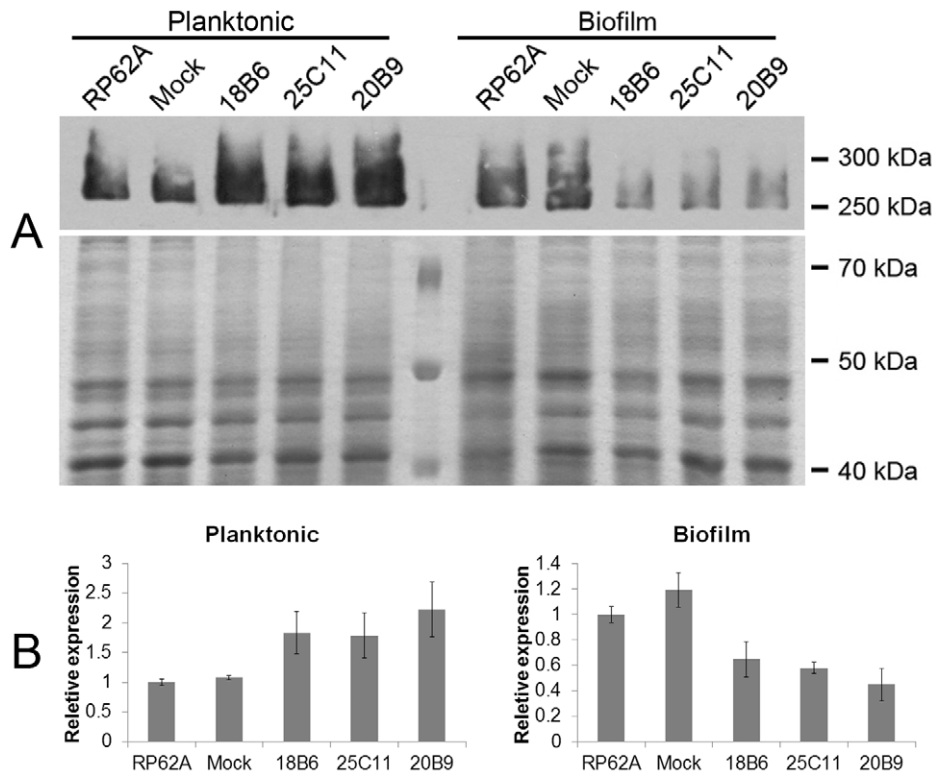 Planktonic Biofilm
RP62A Mock 18B6 25C11 20B9 RP62A Mock 18B6 25C11 20B9
A
300 kDa
250 kDa
70 kDa
50 kDa
40 kDa
B
Planktonic
Reletive expression
3
2.5
2
1.5
1
0.5
0
RP62A Mock 18B6 25C11 20B9
Biofilm
Reletive expression
1.4
1.2
1
0.8
0.6
0.4
0.2
0
RP62A Mock 18B6 25C11 20B9